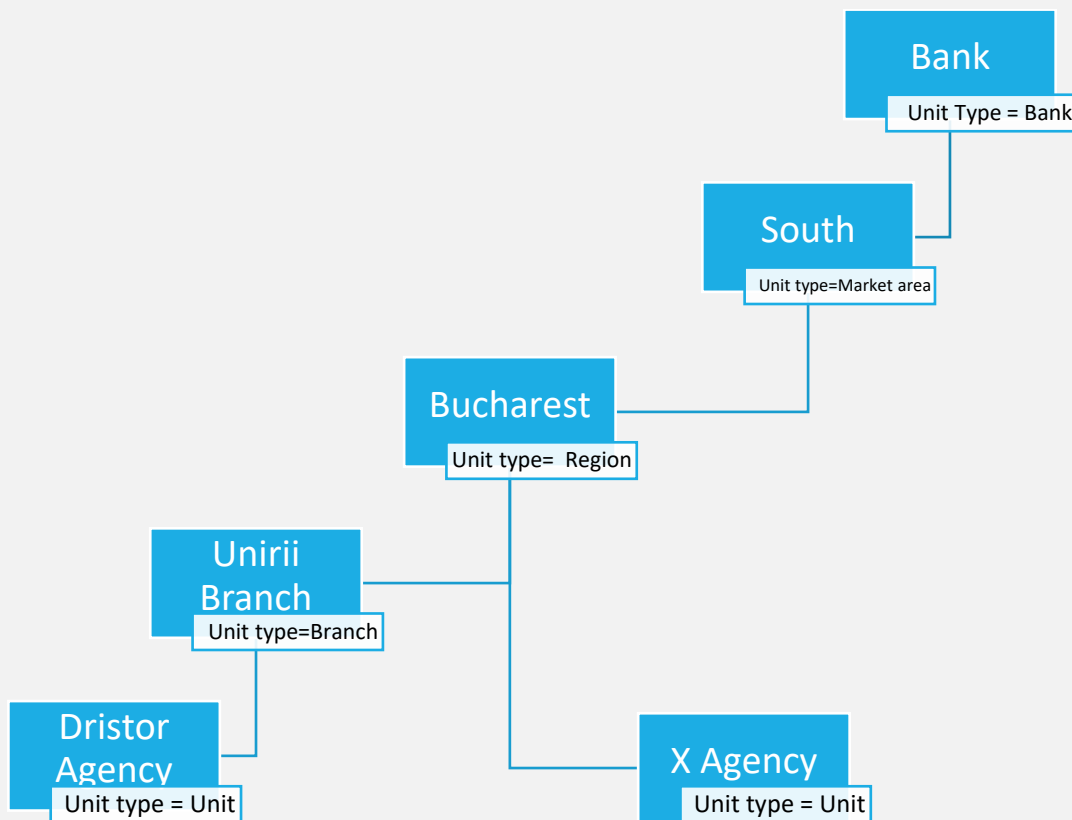 Bank
Unit Type = Bank
South
Unit type=Market area
Bucharest
Unit type=  Region
Unirii
Branch
Unit type=Branch
Dristor
Agency
Unit type = Unit
X Agency
Unit type = Unit